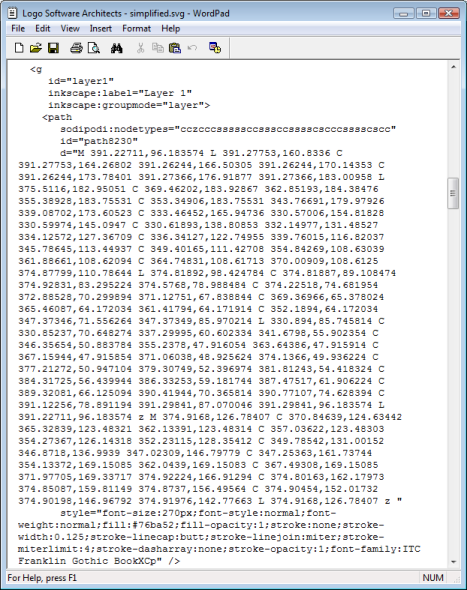 Logo Software Architects - simplified.svg - WordPad
File Edit View Insert Format Help
<g
id="layer1"
inkscape:label="Layer 1"
inkscape:groupmode="layer">
<path
sodipodi:nodetypes="cczcccsssssccssscccssscscccssssscscc"
id="path8230"
d="M 391.22711,96.183574 L 391.27753,160.8336 C
391.27753,164.26802 391.26244,166.50305 391.26244,170.14353 C
391.26244,173.78401 391.27366,176.91877 391.27366,183.00958 L
375.5116,182.95051 C 369.46202,183.92867 362.85193,184.38476
355.38928,183.75531 C 353.34906,183.75531 343.76691,179.97926
339.08702,173.60523 C 333.46452,165.94736 330.57006,154.81828
330.59974,145.0947 C 330.61893,138.80853 332.14977,131.48527
334.12572,127.36709 C 336.34127,122.74955 339.76015,116.82037
345.78645,113.44937 C 349.40165,111.42708 354.84269,108.63039
361.88661,108.62094 C 364.74831,108.61713 370.00909,108.6125
374.87799,110.78644 L 374.81892,98.424784 C 374.81887,89.108474
374.92831,83.295224 374.5768,78.988484 C 374.22518,74.681954
372.88528,70.299894 371.12751,67.838844 C 369.36966,65.378024
365.46087,64.172034 361.41794,64.171914 C 352.1894,64.172034
347.37346,71.556264 347.37349,85.970214 L 330.894,85.745814 C
330.85237,70.648274 337.29995,60.602334 341.6798,55.902354 C
346.35654,50.883784 355.2378,47.916054 363.64386,47.915914 C
367.15944,47.915854 371.06038,48.925624 374.1366,49.936224 C
377.21272,50.947104 379.30749,52.396974 381.81243,54.418324 C
384.31725,56.439944 386.33253,59.181744 387.47517,61.906224 C
389.32081,66.125094 390.41944,70.365814 390.77107,74.628394 C
391.12256,78.891194 391.29841,87.070046 391.29841,96.183574 L
391.22711,96.183574 z M 374.9168,126.78407 C 370.84639,124.63442
365.32839,123.48321 362.13391,123.48314 C 357.03622,123.48303
354.27367,126.14318 352.23115,128.35412 C 349.78542,131.00152
346.8718,136.9939 347.02309,146.79779 C 347.25363,161.73744
354.13372,169.15085 362.0439,169.15083 C 367.49308,169.15085
371.97705,169.33717 374.92224,166.91294 C 374.80163,162.17973
374.85087,159.81149 374.8737,156.49564 C 374.90454,152.01732
374.90198,146.96792 374.91976,142.77663 L 374.9168,126.78407 z "
style="font-size:270px;font-style:normal;font-
weight:normal;fill:#76ba52;fill-opacity:1;stroke:none;stroke-
width:0.125;stroke-linecap:butt;stroke-linejoin:miter;stroke-
miterlimit:4;stroke-dasharray:none;stroke-opacity:1;font-family:ITC
Franklin Gothic BookXCp" />
For Help, press F1 NUM